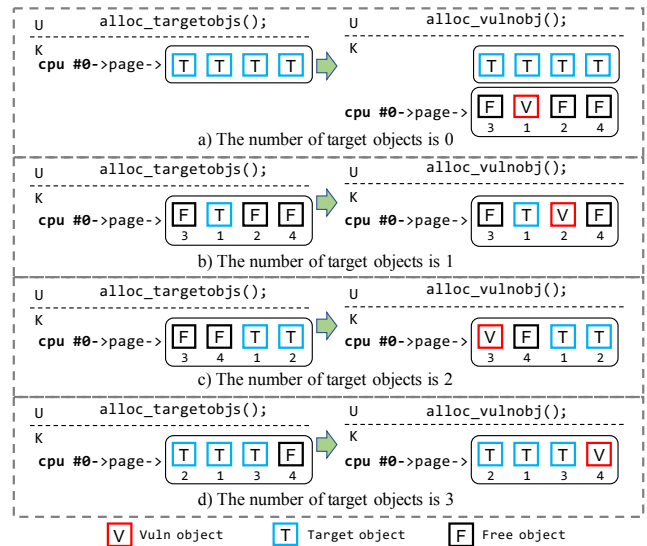 U alloc_targetobjs(); U alloc_vulnobj();
K K
cpu #0->page-> T T T T T T T T
cpu #0->page-> F V F F
3 1 2 4
a) The number of target objects is 0
U alloc_targetobjs(); U alloc_vulnobj();
K K
cpu #0->page-> F T F F cpu #0->page-> F T V F
3 1 2 4 3 1 2 4
b) The number of target objects is 1
U alloc_targetobjs(); U alloc_vulnobj();
K K
cpu #0->page-> F F T T cpu #0->page-> V F T T
3 4 1 2 3 4 1 2
c) The number of target objects is 2
U alloc_targetobjs(); U alloc_vulnobj();
K K
cpu #0->page-> T T T F cpu #0->page-> T T T V
2 1 3 4 2 1 3 4
d) The number of target objects is 3
V Vuln object T Target object F Free object